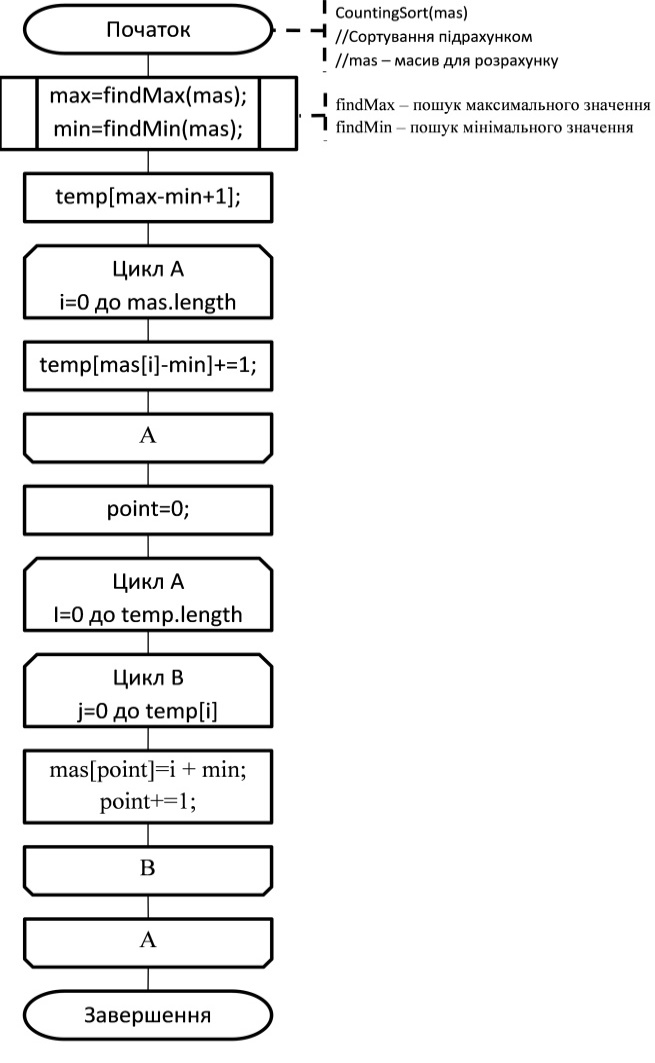 Початок
CountingSort(mas)
//Сортування підрахунком
//mas – масив для розрахунку
max=findMax(mas);
min=findMin(mas);
findMax – пошук максимального значення
findMin – пошук мінімального значення
temp[max-min+1];
Цикл A
i=0 до mas.length
temp[mas[i]-min]+=1;
A
point=0;
Цикл A
I=0 до temp.length
Цикл B
j=0 до temp[i]
mas[point]=i + min;
point+=1;
B
A
Завершення